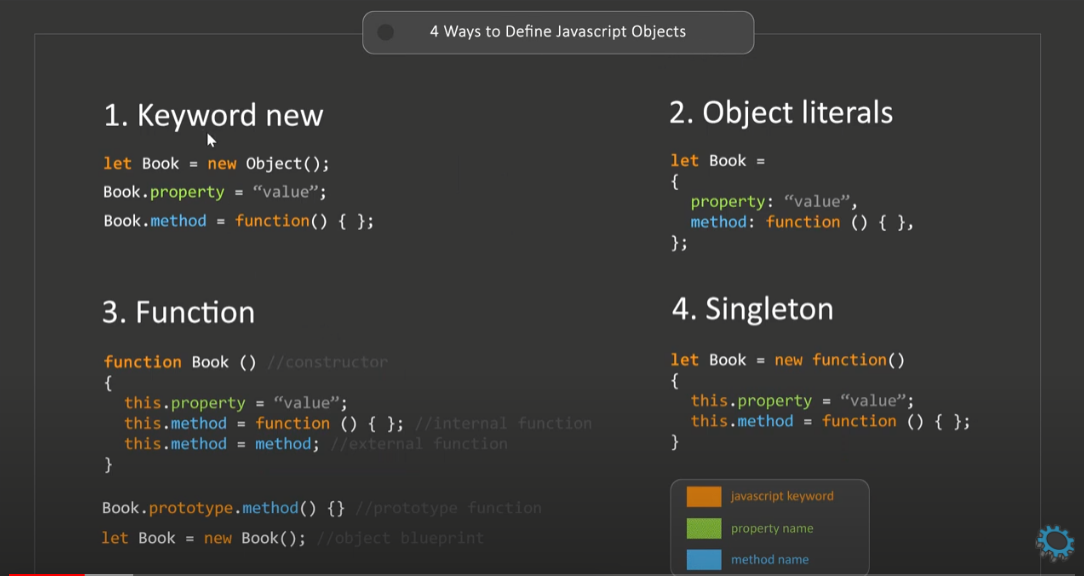 4 Ways to Define Javascript Objects
1. Keyword new
let Book = new Object();
Book.property = “value”;
Book.method = function() { };
2. Object literals
let Book =
{
property: “value”,
method: function () { },
};
3. Function
function Book () //constructor
{
this.property = “value”;
this.method = function () { }; //internal function
this.method = method; //external function
}
Book.prototype.method() {} //prototype function
let Book = new Book(); //object blueprint
4. Singleton
let Book = new function()
{
this.property = “value”;
this.method = function () { };
}
javascript keyword
property name
method name